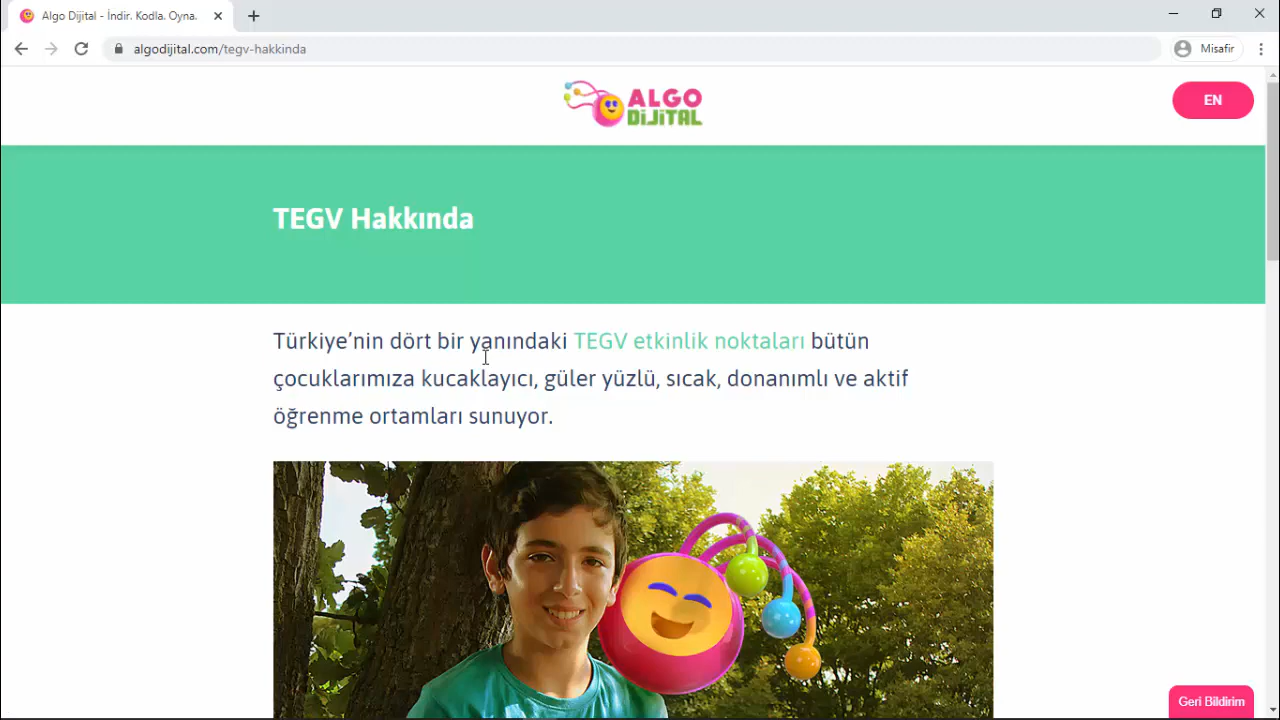 Algo Dijital - İndir. Kodla. Oyna.
algodijital.com/tegv-hakkinda
Misafir
ALGO
DİJİTAL
EN
TEGV Hakkında
Türkiye’nin dört bir yanındaki TEGV etkinlik noktaları bütün
çocuklarımıza kucaklayıcı, güler yüzlü, sıcak, donanımlı ve aktif
öğrenme ortamları sunuyor.
Geri Bildirim